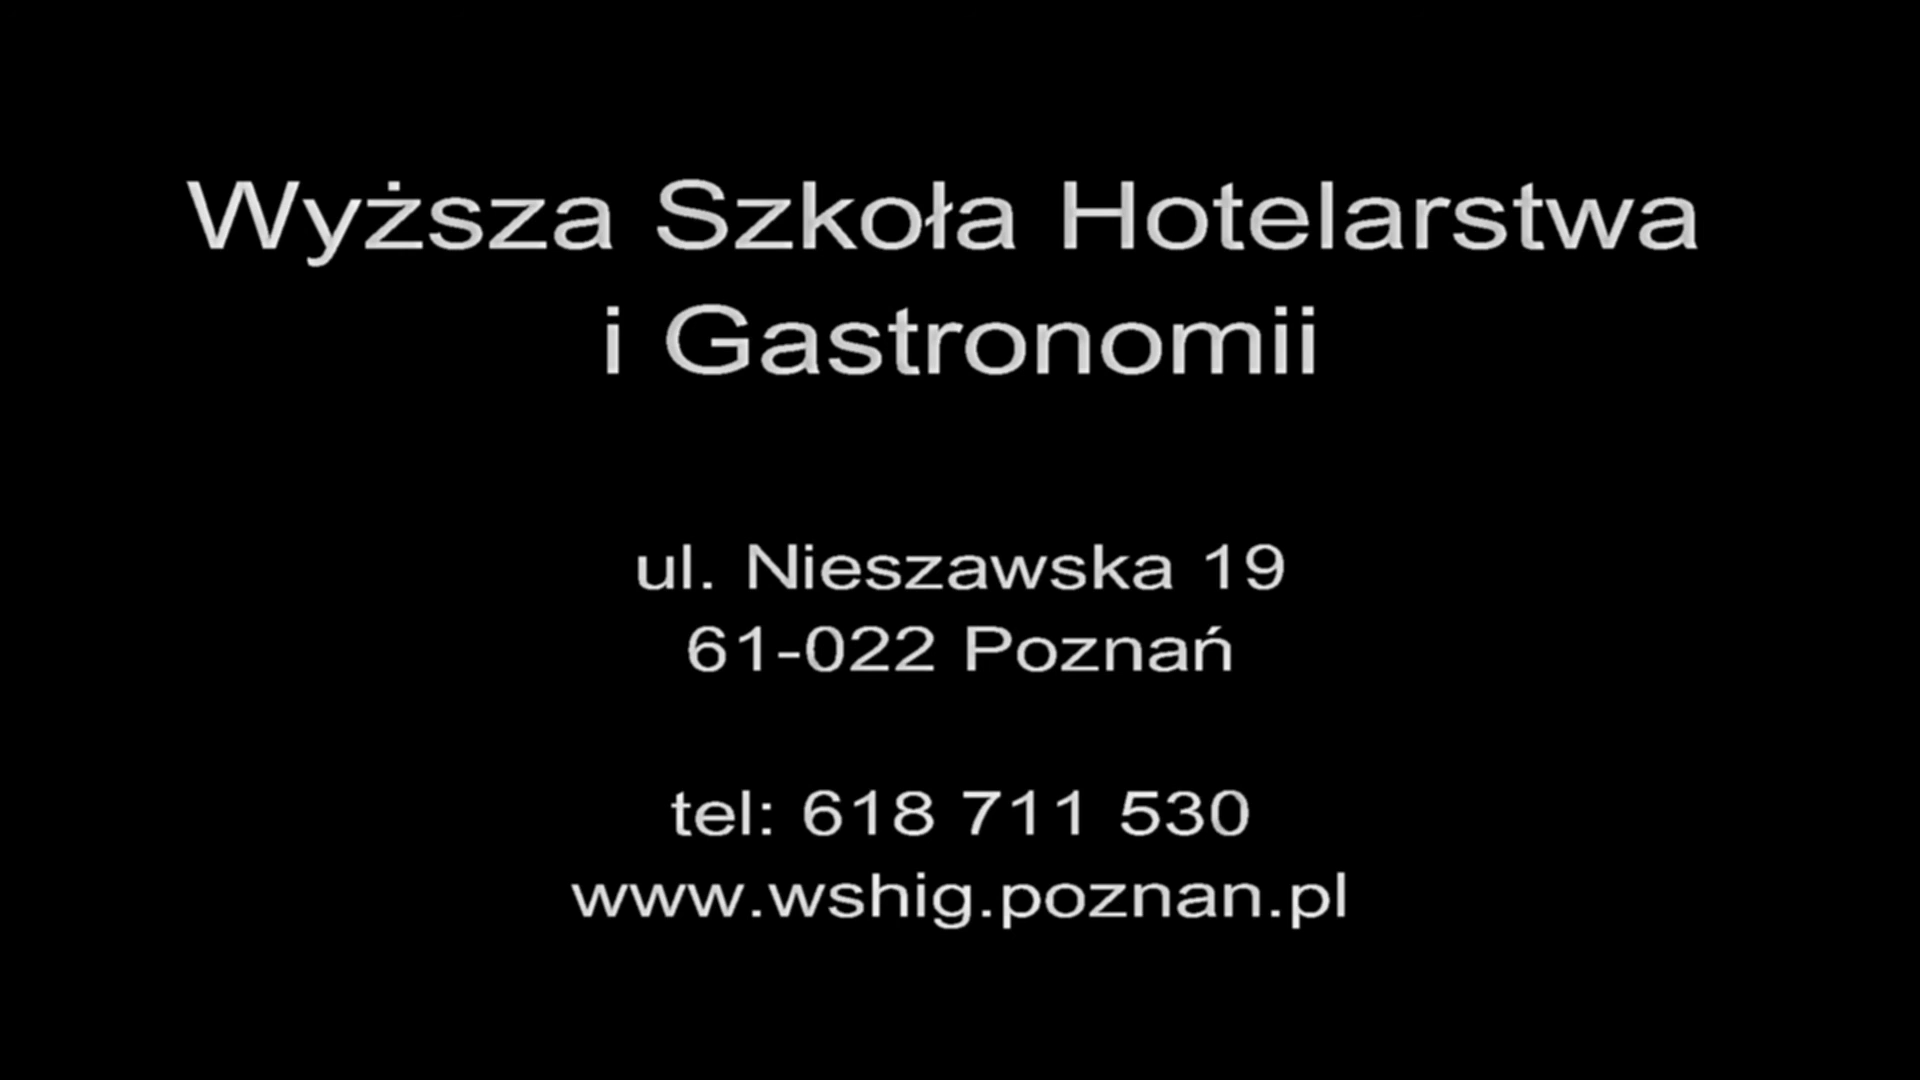 Wyższa Szkoła Hotelarstwa
i Gastronomii
ul. Nieszawska 19
61-022 Poznań
tel: 618 711 530
www.wshig.poznan.pl